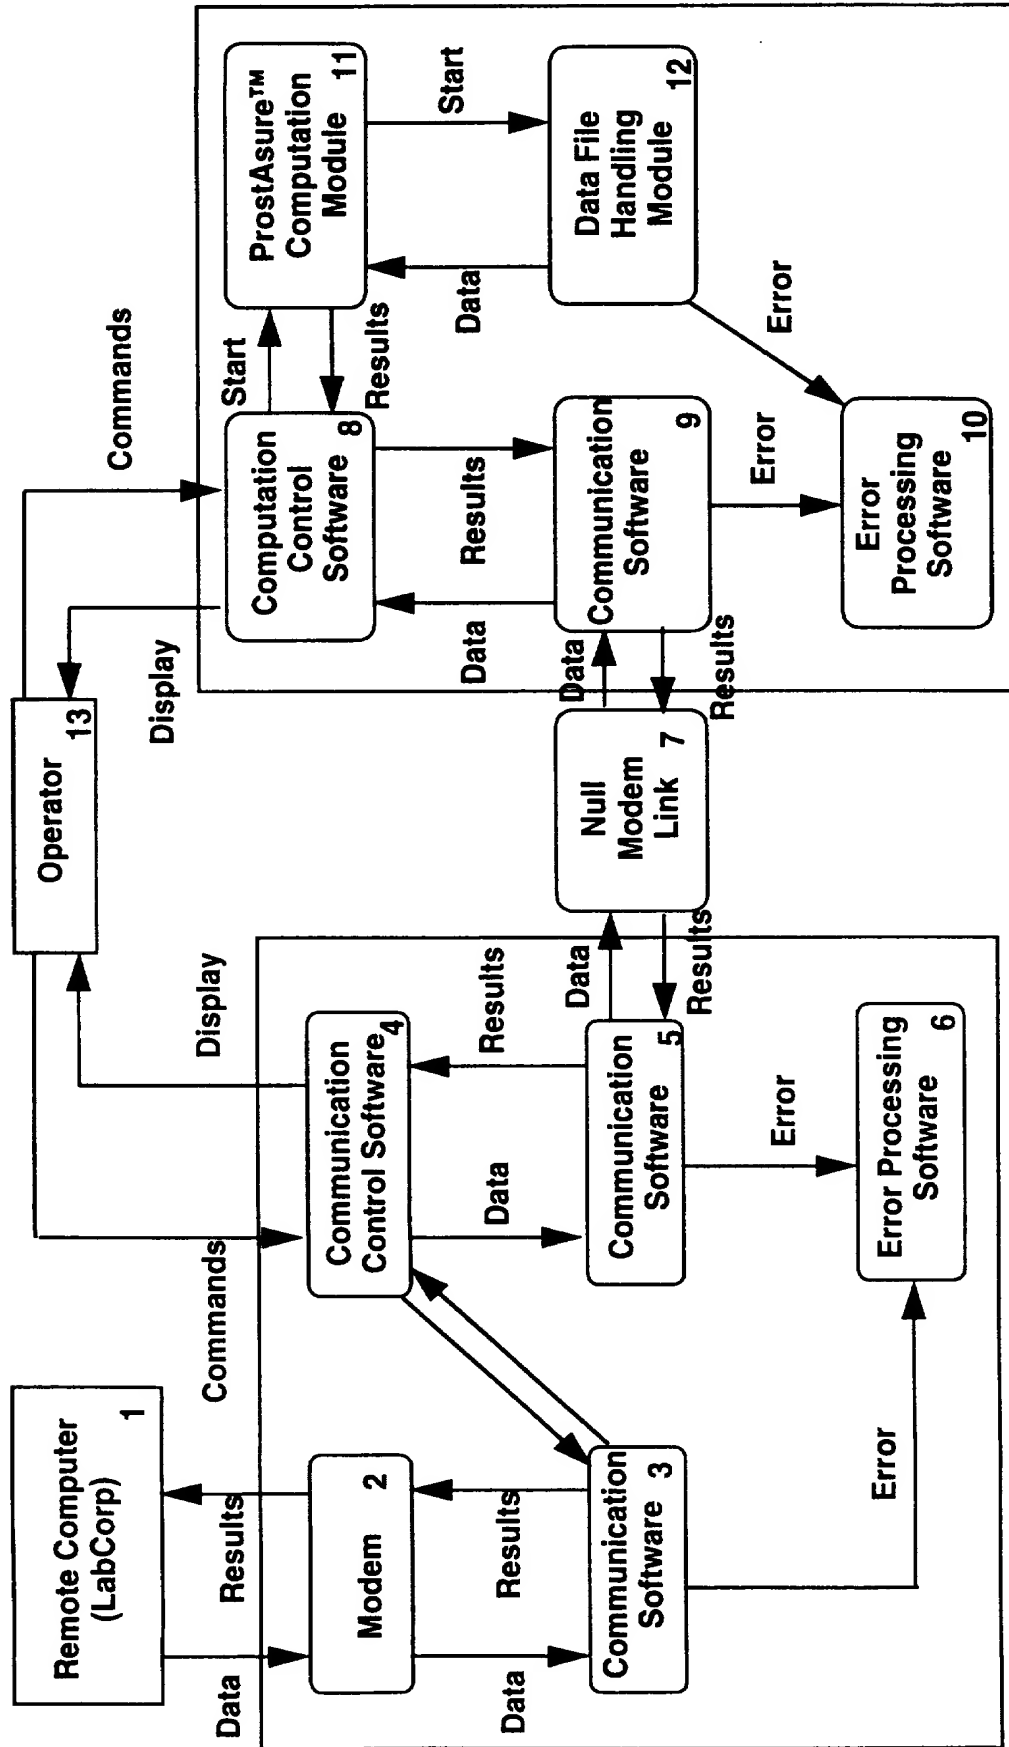 Remote Computer
(LabCorp)
1
Data
Results
Modem
2
Data
Results
Communication
Software
3
Error
Commands
Display
Communication
Control Software
4
Data
Results
Communication
Software
5
Error
Error Processing
Software
6
Data
Results
Null
Modem
Link
7
Data
Results
Operator
13
Display
Commands
Computation
Control
Software
8
Data
Results
Communication
Software
9
Error
Error
Processing
Software
10
Start
Results
ProstAsure™
Computation
Module
11
Data
Start
Data File
Handling
Module
12
Error